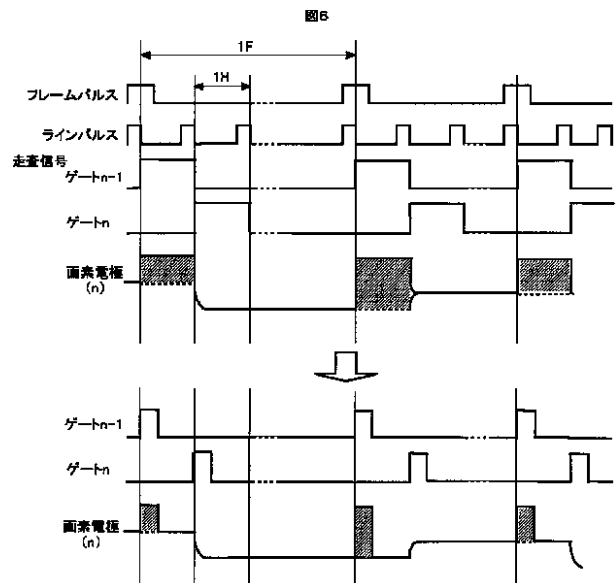 図6
1F
1H
フレームパルス
ラインパルス
走査信号
ゲートn-1
ゲートn
画素電極
(n)
ゲートn-1
ゲートn
画素電極
(n)